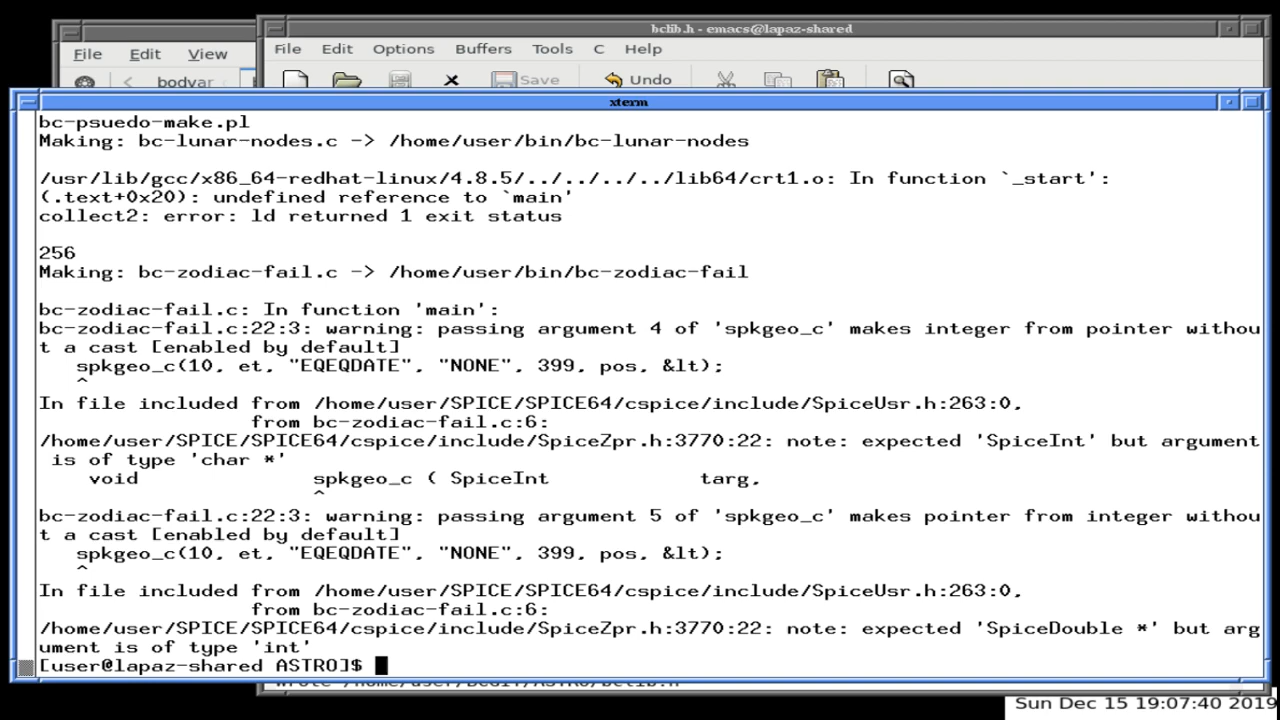 bclib.h - emacs@lapaz-shared
File Edit View
File Edit Options Buffers Tools C Help
bodvar
Save Undo
xterm
bc-psuedo-make.pl
Making: bc-lunar-nodes.c -> /home/user/bin/bc-lunar-nodes
/usr/lib/gcc/x86_64-redhat-linux/4.8.5/../../../../lib64/crt1.o: In function `_start':
(.text+0x20): undefined reference to `main'
collect2: error: ld returned 1 exit status
256
Making: bc-zodiac-fail.c -> /home/user/bin/bc-zodiac-fail
bc-zodiac-fail.c: In function 'main':
bc-zodiac-fail.c:22:3: warning: passing argument 4 of 'spkgeo_c' makes integer from pointer withou
t a cast [enabled by default]
spkgeo_c(10, et, "EQEQDATE", "NONE", 399, pos, &lt);
^
In file included from /home/user/SPICE/SPICE64/cspice/include/SpiceUsr.h:263:0,
from bc-zodiac-fail.c:6:
/home/user/SPICE/SPICE64/cspice/include/SpiceZpr.h:3770:22: note: expected 'SpiceInt' but argument
is of type 'char *'
void spkgeo_c ( SpiceInt targ,
^
bc-zodiac-fail.c:22:3: warning: passing argument 5 of 'spkgeo_c' makes pointer from integer withou
t a cast [enabled by default]
spkgeo_c(10, et, "EQEQDATE", "NONE", 399, pos, &lt);
^
In file included from /home/user/SPICE/SPICE64/cspice/include/SpiceUsr.h:263:0,
from bc-zodiac-fail.c:6:
/home/user/SPICE/SPICE64/cspice/include/SpiceZpr.h:3770:22: note: expected 'SpiceDouble *' but arg
ument is of type 'int'
[user@lapaz-shared ASTRO]$
Sun Dec 15 19:07:40 2019